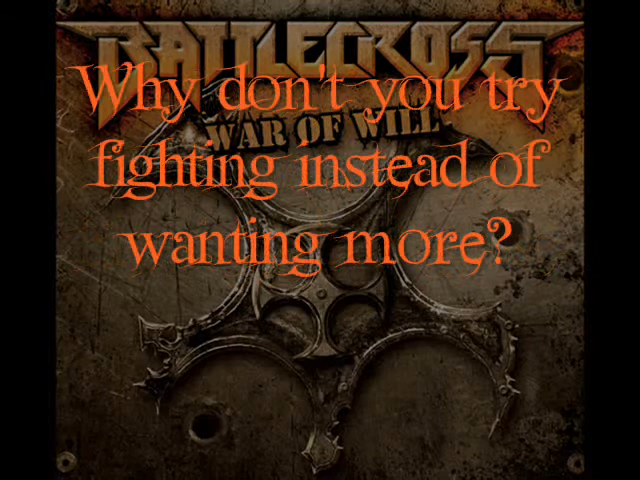 BATTLECROSS
Why don't you try
WAR OF WILL
fighting instead of
wanting more?